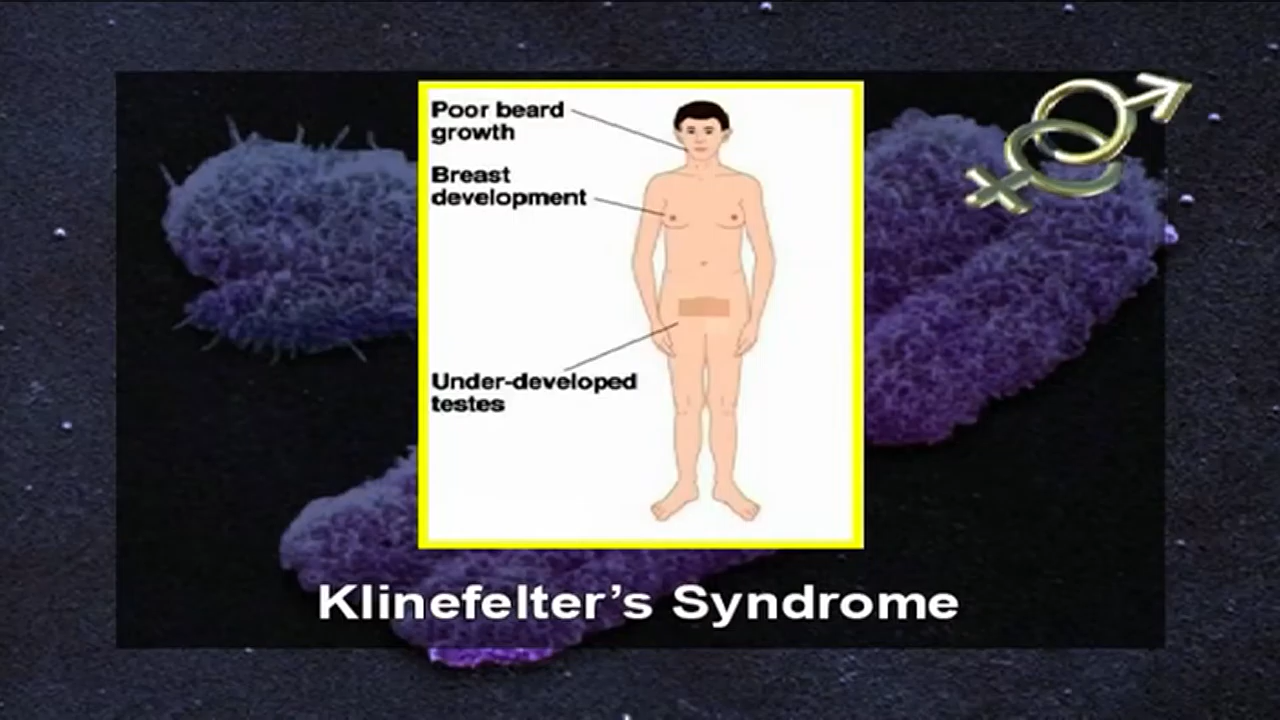 Poor beard
growth
Breast
development
Under-developed
testes
Klinefelter’s Syndrome